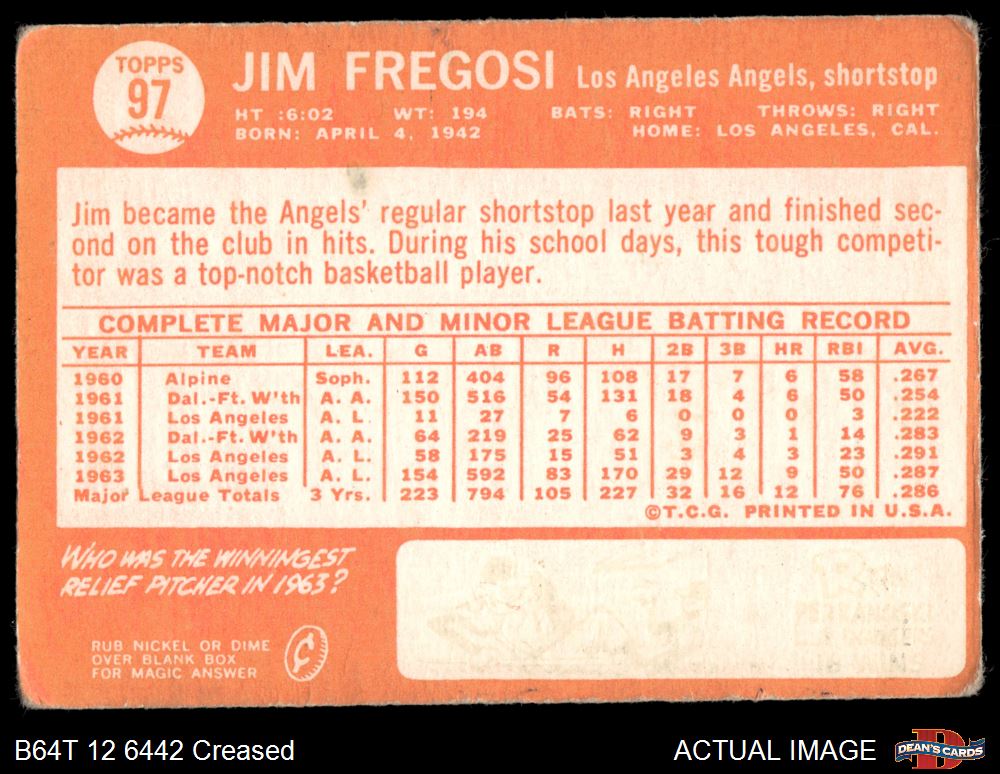 TOPPS
97
JIM FREGOSI Los Angeles Angels, shortstop
HT :6:02 WT: 194 BATS: RIGHT THROWS: RIGHT
BORN: APRIL 4, 1942 HOME: LOS ANGELES, CAL.
Jim became the Angels' regular shortstop last year and finished sec-
ond on the club in hits. During his school days, this tough competi-
tor was a top-notch basketball player.
COMPLETE MAJOR AND MINOR LEAGUE BATTING RECORD
YEAR TEAM LEA. G AB R H 2B 3B HR RBI AVG.
1960 Alpine Soph. 112 404 96 108 17 7 6 58 .267
1961 Dal.-Ft. W'th A. A. 150 516 54 131 18 4 6 50 .254
1961 Los Angeles A. L. 11 27 7 6 0 0 0 3 .222
1962 Dal.-Ft. W'th A. A. 64 219 25 62 9 3 1 14 .283
1962 Los Angeles A. L. 58 175 15 51 3 4 3 23 .291
1963 Los Angeles A. L. 154 592 83 170 29 12 9 50 .287
Major League Totals 3 Yrs. 223 794 105 227 32 16 12 76 .286
©T.C.G. PRINTED IN U.S.A.
WHO WAS THE WINNINGEST
RELIEF PITCHER IN 1963?
RUB NICKEL OR DIME
OVER BLANK BOX
FOR MAGIC ANSWER
¢
B64T 12 6442 Creased ACTUAL IMAGE
DEAN'S CARDS